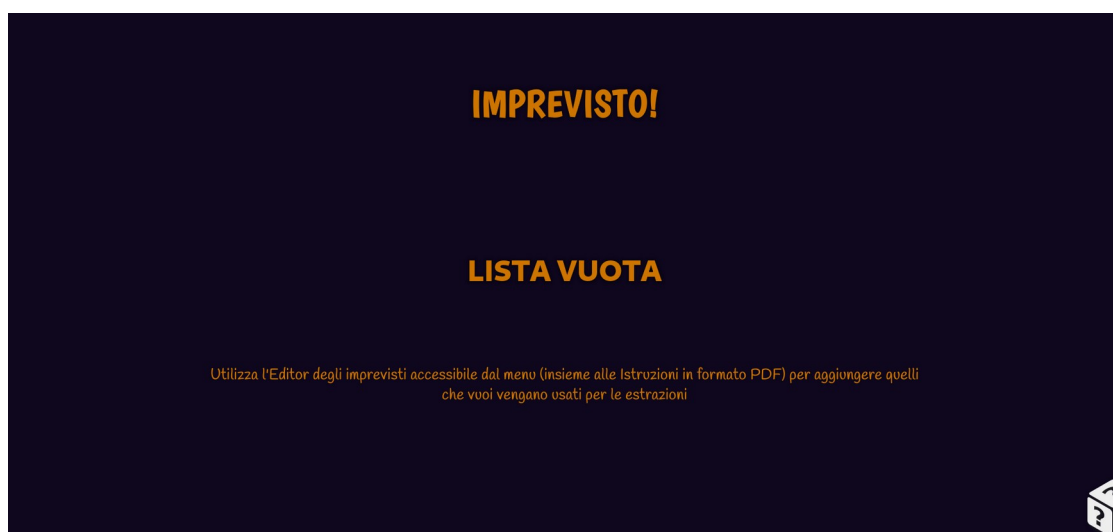 IMPREVISTO!
LISTA VUOTA
Utilizza l'Editor degli imprevisti accessibile dal menu (insieme alle Istruzioni in formato PDF) per aggiungere quelli
che vuoi vengano usati per le estrazioni
? ?